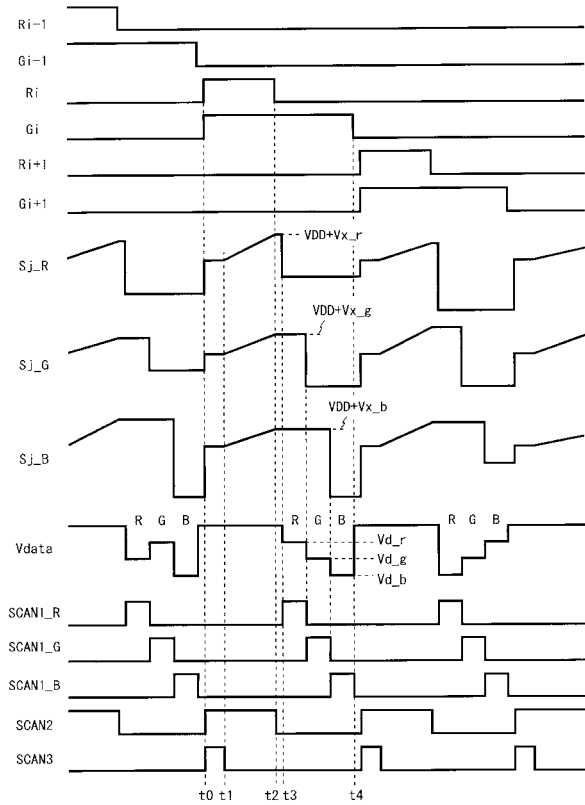 Ri-1
Gi-1
Ri
Gi
Ri+1
Gi+1
VDD+Vx_r
Sj_R
VDD+Vx_g
Sj_G
VDD+Vx_b
Sj_B
R G B R G B R G B
Vdata
Vd_r
Vd_g
Vd_b
SCAN1_R
SCAN1_G
SCAN1_B
SCAN2
SCAN3
t0 t1 t2 t3 t4